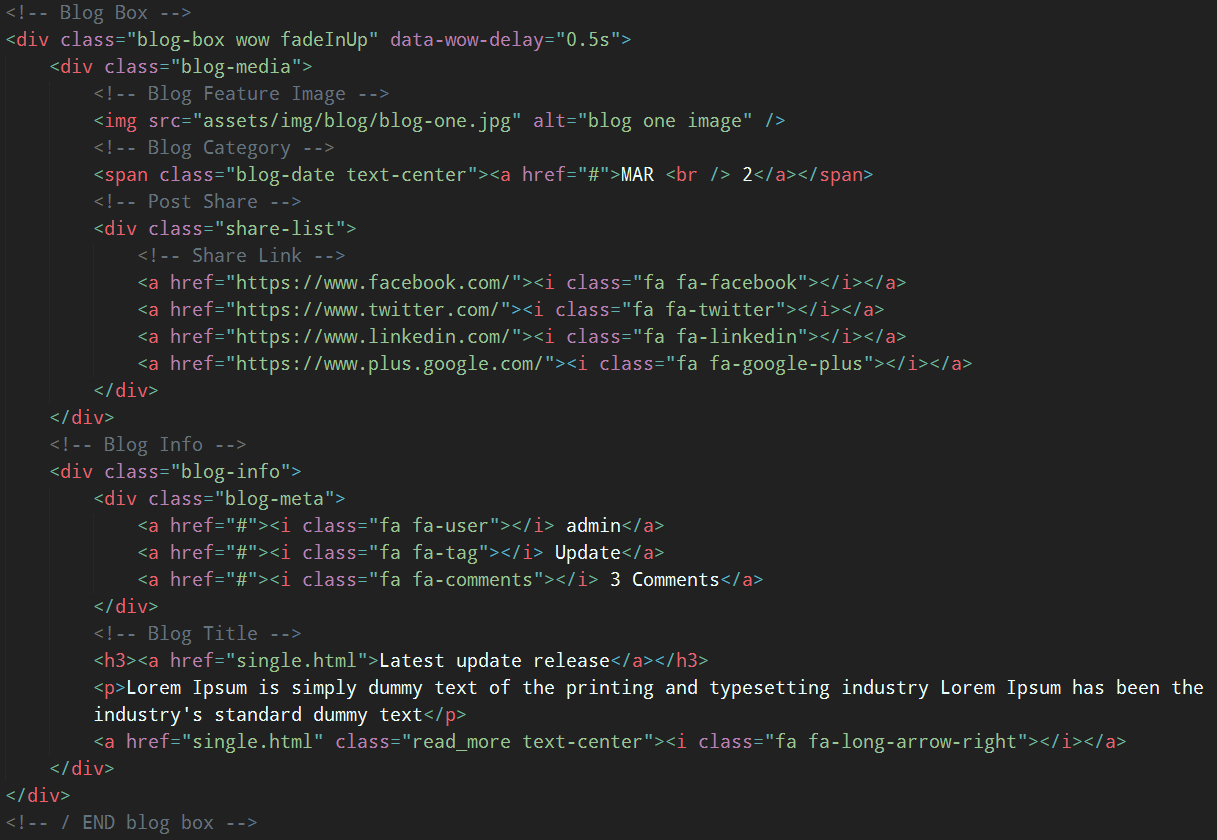 <!-- Blog Box -->
<div class="blog-box wow fadeInUp" data-wow-delay="0.5s">
    <div class="blog-media">
        <!-- Blog Feature Image -->
        <img src="assets/img/blog/blog-one.jpg" alt="blog one image" />
        <!-- Blog Category -->
        <span class="blog-date text-center"><a href="#">MAR <br /> 2</a></span>
        <!-- Post Share -->
        <div class="share-list">
            <!-- Share Link -->
            <a href="https://www.facebook.com/"><i class="fa fa-facebook"></i></a>
            <a href="https://www.twitter.com/"><i class="fa fa-twitter"></i></a>
            <a href="https://www.linkedin.com/"><i class="fa fa-linkedin"></i></a>
            <a href="https://www.plus.google.com/"><i class="fa fa-google-plus"></i></a>
        </div>
    </div>
    <!-- Blog Info -->
    <div class="blog-info">
        <div class="blog-meta">
            <a href="#"><i class="fa fa-user"></i> admin</a>
            <a href="#"><i class="fa fa-tag"></i> Update</a>
            <a href="#"><i class="fa fa-comments"></i> 3 Comments</a>
        </div>
        <!-- Blog Title -->
        <h3><a href="single.html">Latest update release</a></h3>
        <p>Lorem Ipsum is simply dummy text of the printing and typesetting industry Lorem Ipsum has been the
        industry's standard dummy text</p>
        <a href="single.html" class="read_more text-center"><i class="fa fa-long-arrow-right"></i></a>
    </div>
</div>
<!-- / END blog box -->